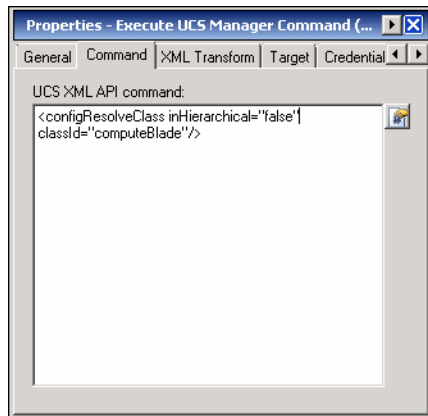 Properties - Execute UCS Manager Command (...
General Command XML Transform Target Credential
UCS XML API command:
<configResolveClass inHierarchical="false"
classId="computeBlade"/>